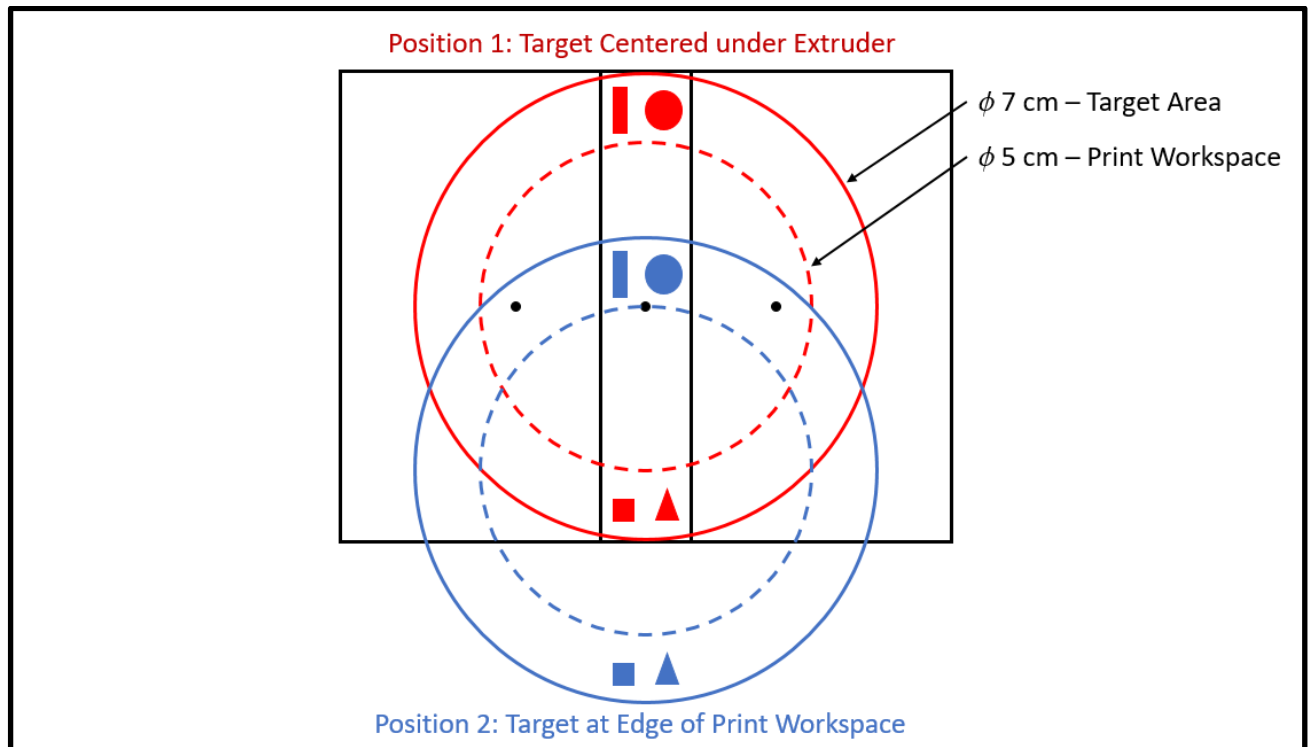 Position 1: Target Centered under Extruder
ϕ 7 cm – Target Area
ϕ 5 cm – Print Workspace
Position 2: Target at Edge of Print Workspace